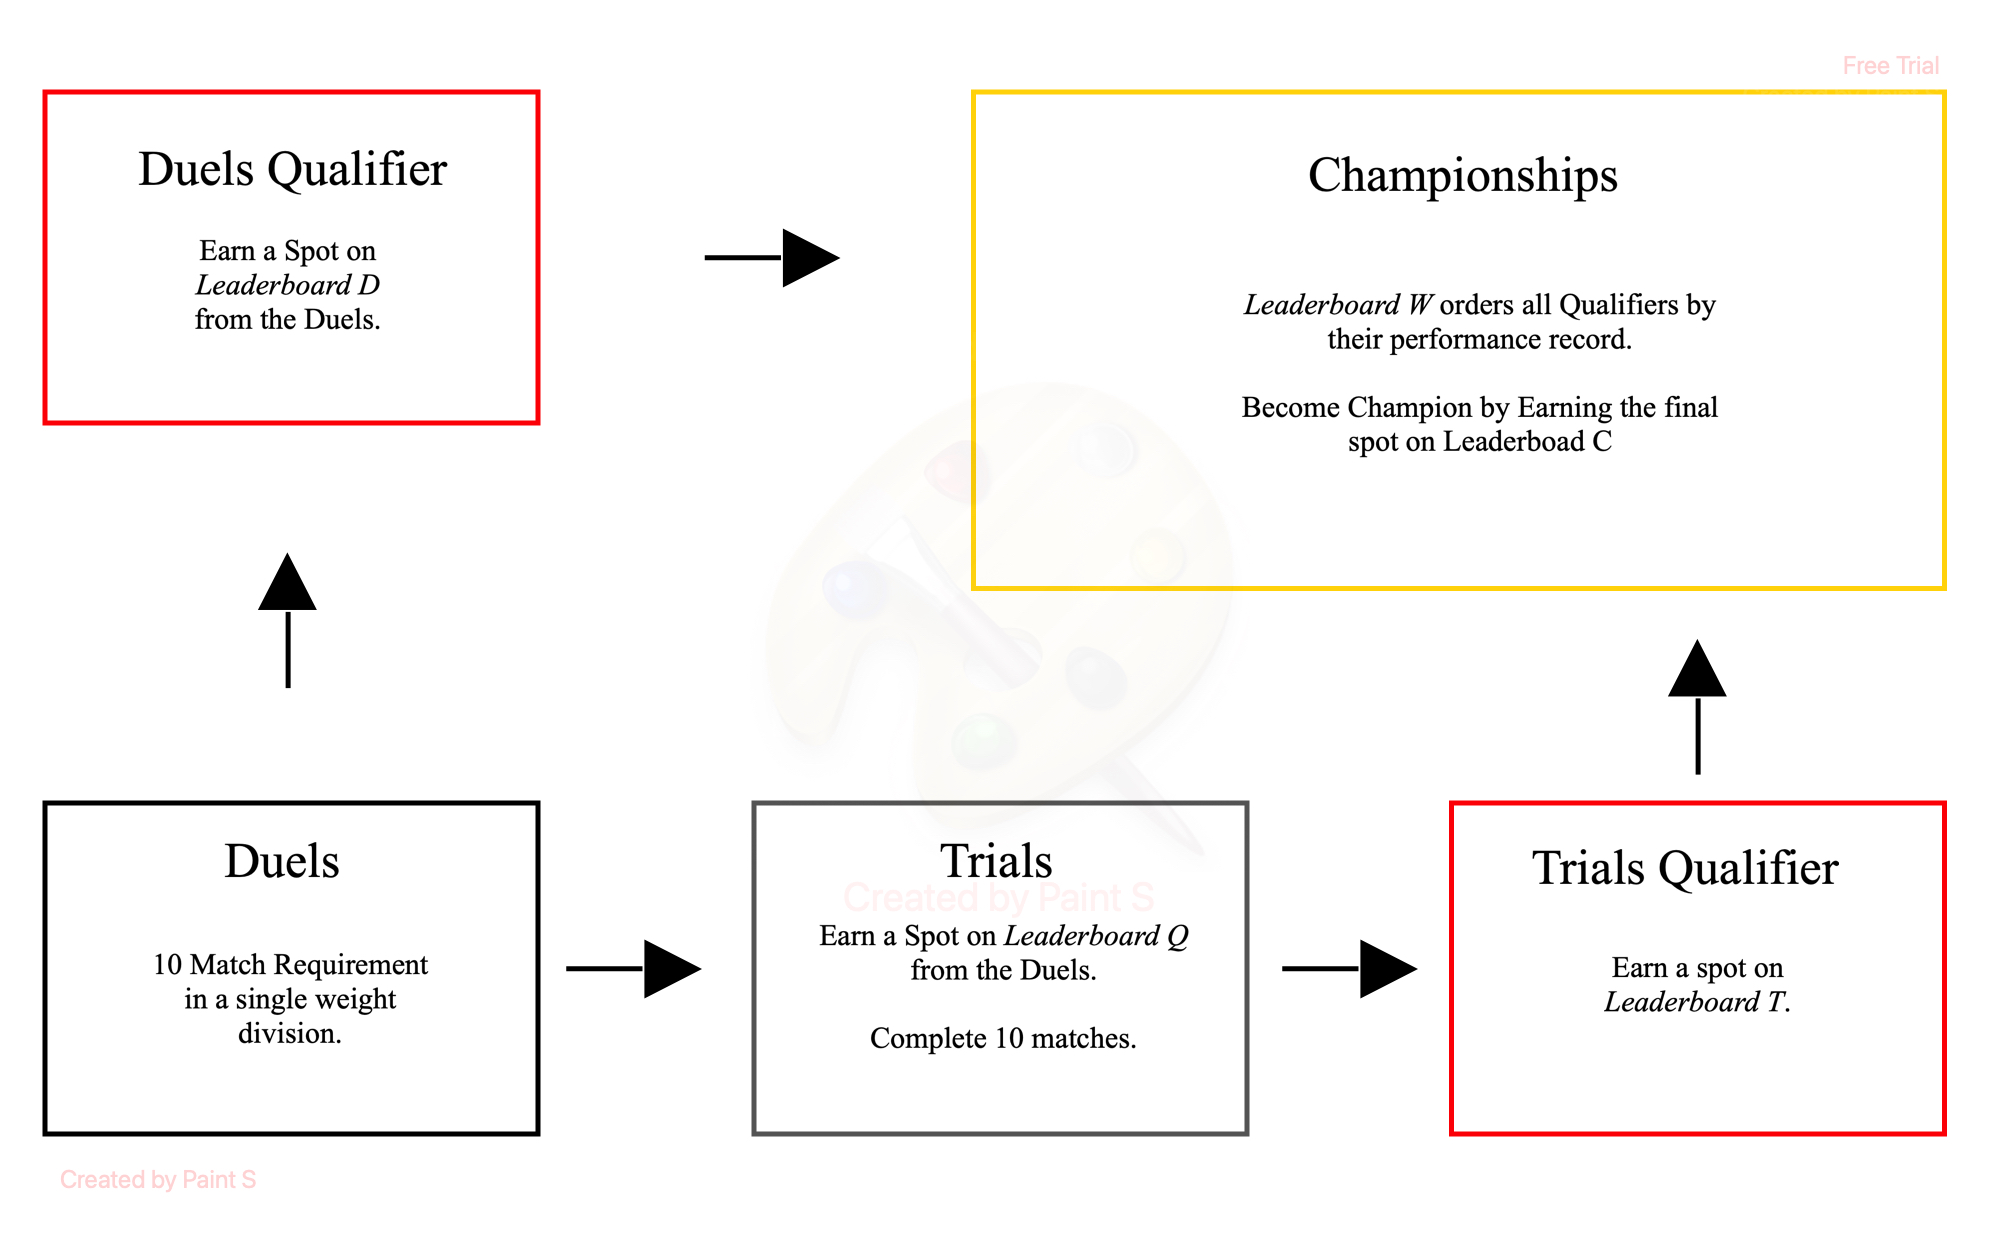 Free Trial
Duels Qualifier
Earn a Spot on
Leaderboard D
from the Duels.
Championships
Leaderboard W orders all Qualifiers by
their performance record.
Become Champion by Earning the final
spot on Leaderboad C
Duels
10 Match Requirement
in a single weight
division.
Trials
Created by Paint S
Earn a Spot on Leaderboard Q
from the Duels.
Complete 10 matches.
Trials Qualifier
Earn a spot on
Leaderboard T.
Created by Paint S